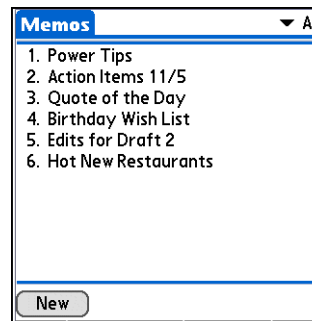 Memos
A
1. Power Tips
2. Action Items 11/5
3. Quote of the Day
4. Birthday Wish List
5. Edits for Draft 2
6. Hot New Restaurants
New